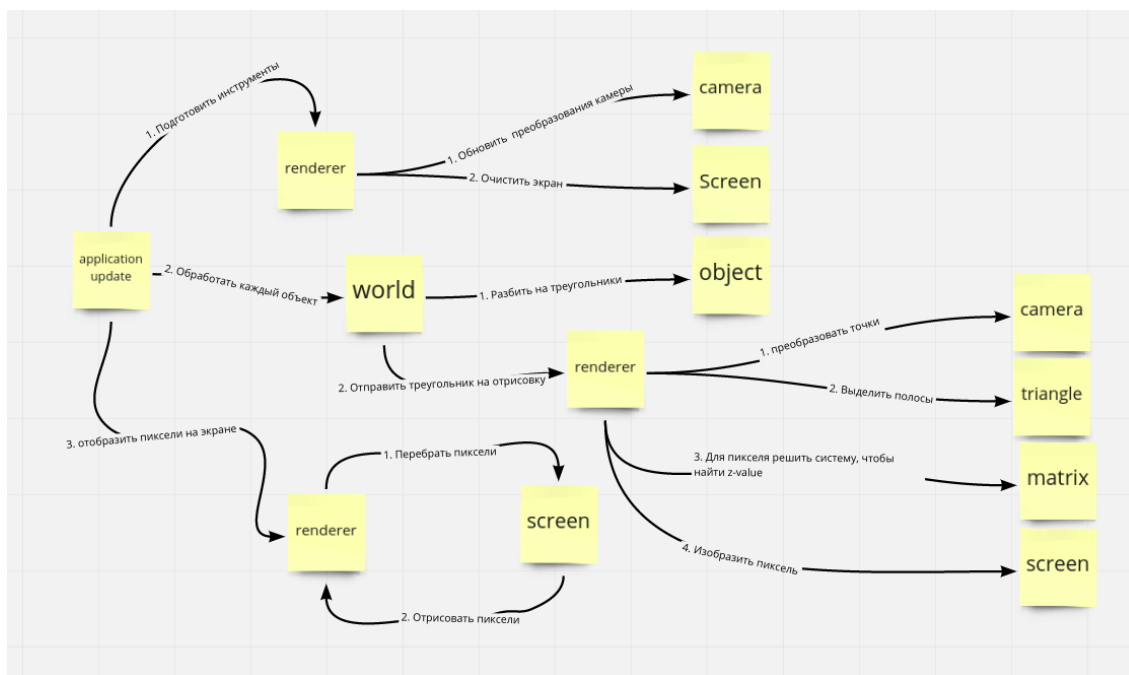 1. Подготовить инструменты
camera
1. Обновить преобразования камеры
renderer
2. Очистить экран
Screen
application
update
2. Обработать каждый объект
world
1. Разбить на треугольники
object
camera
1. преобразовать точки
renderer
2. Отправить треугольник на отрисовку
2. Выделить полосы
triangle
3. отобразить пиксели на экране
1. Перебрать пиксели
3. Для пикселя решить систему, чтобы
найти z-value
matrix
renderer
screen
4. Изобразить пиксель
screen
2. Отрисовать пиксели